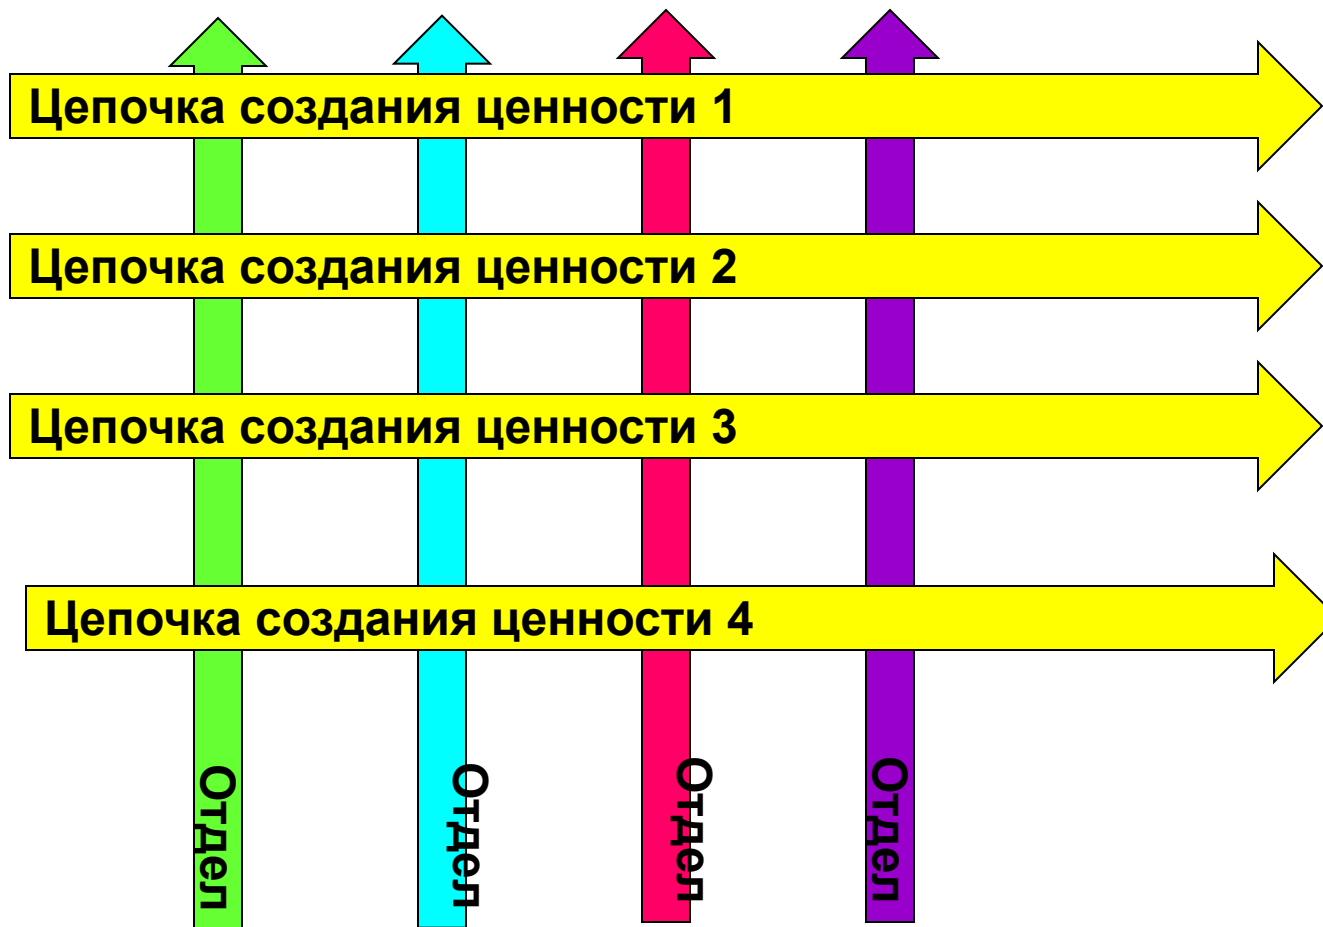 Цепочка создания ценности 1
Цепочка создания ценности 2
Цепочка создания ценности 3
Цепочка создания ценности 4
Отдел
Отдел
Отдел
Отдел